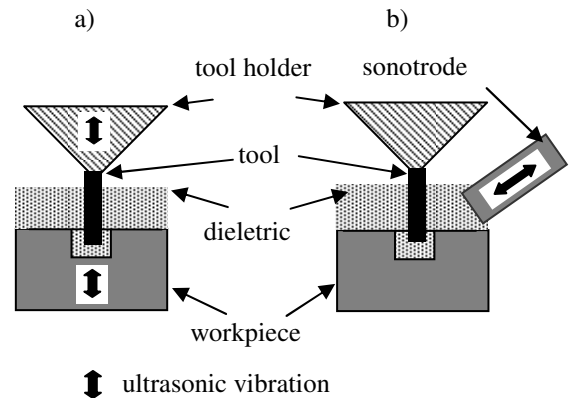 a)
b)
tool holder
sonotrode
tool
dieletric
workpiece
ultrasonic vibration